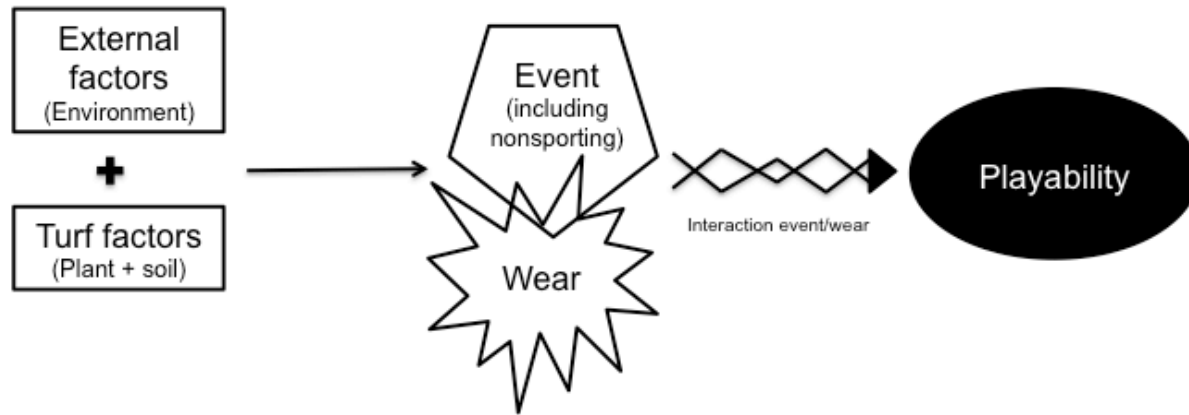 External
factors
(Environment)
+
Turf factors
(Plant + soil)
Event
(including
nonsporting)
Wear
Interaction event/wear
Playability